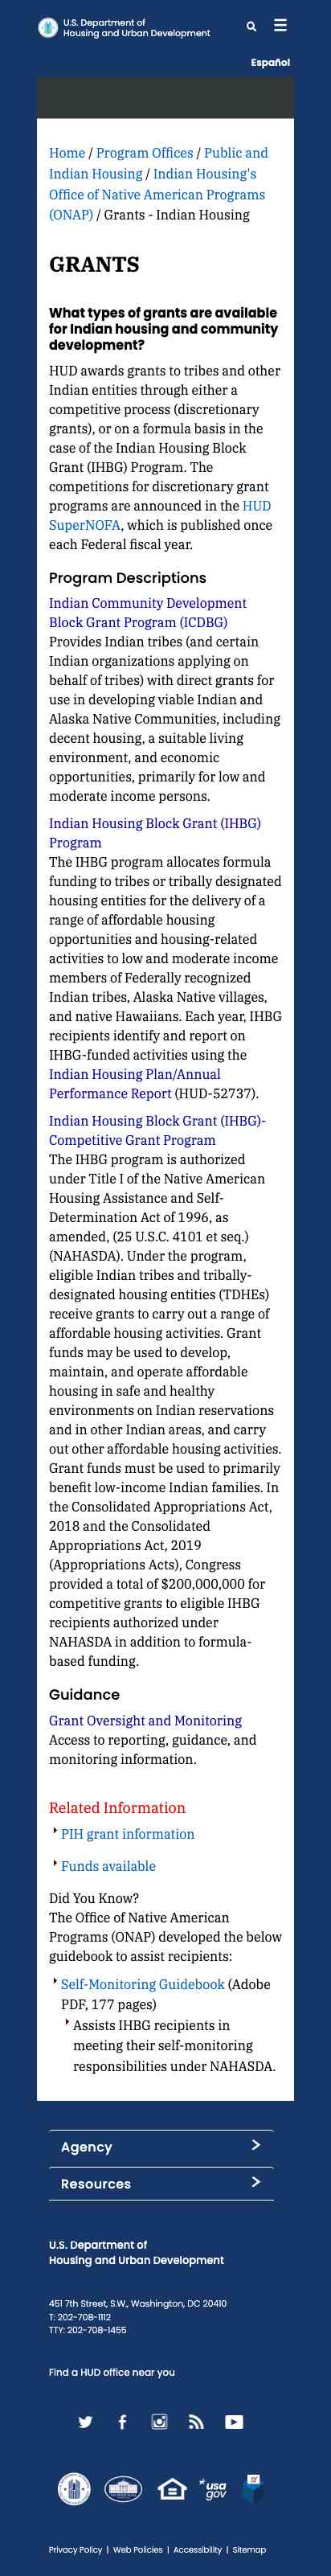 U.S. Department of
Housing and Urban Development
Español
Home / Program Offices / Public and
Indian Housing / Indian Housing's
Office of Native American Programs
(ONAP) / Grants - Indian Housing
GRANTS
What types of grants are available
for Indian housing and community
development?
HUD awards grants to tribes and other
Indian entities through either a
competitive process (discretionary
grants), or on a formula basis in the
case of the Indian Housing Block
Grant (IHBG) Program. The
competitions for discretionary grant
programs are announced in the HUD
SuperNOFA, which is published once
each Federal fiscal year.
Program Descriptions
Indian Community Development
Block Grant Program (ICDBG)
Provides Indian tribes (and certain
Indian organizations applying on
behalf of tribes) with direct grants for
use in developing viable Indian and
Alaska Native Communities, including
decent housing, a suitable living
environment, and economic
opportunities, primarily for low and
moderate income persons.
Indian Housing Block Grant (IHBG)
Program
The IHBG program allocates formula
funding to tribes or tribally designated
housing entities for the delivery of a
range of affordable housing
opportunities and housing-related
activities to low and moderate income
members of Federally recognized
Indian tribes, Alaska Native villages,
and native Hawaiians. Each year, IHBG
recipients identify and report on
IHBG-funded activities using the
Indian Housing Plan/Annual
Performance Report (HUD-52737).
Indian Housing Block Grant (IHBG)-
Competitive Grant Program
The IHBG program is authorized
under Title I of the Native American
Housing Assistance and Self-
Determination Act of 1996, as
amended, (25 U.S.C. 4101 et seq.)
(NAHASDA). Under the program,
eligible Indian tribes and tribally-
designated housing entities (TDHEs)
receive grants to carry out a range of
affordable housing activities. Grant
funds may be used to develop,
maintain, and operate affordable
housing in safe and healthy
environments on Indian reservations
and in other Indian areas, and carry
out other affordable housing activities.
Grant funds must be used to primarily
benefit low-income Indian families. In
the Consolidated Appropriations Act,
2018 and the Consolidated
Appropriations Act, 2019
(Appropriations Acts), Congress
provided a total of $200,000,000 for
competitive grants to eligible IHBG
recipients authorized under
NAHASDA in addition to formula-
based funding.
Guidance
Grant Oversight and Monitoring
Access to reporting, guidance, and
monitoring information.
Related Information
PIH grant information
Funds available
Did You Know?
The Office of Native American
Programs (ONAP) developed the below
guidebook to assist recipients:
Self-Monitoring Guidebook (Adobe
PDF, 177 pages)
Assists IHBG recipients in
meeting their self-monitoring
responsibilities under NAHASDA.
Agency
Resources
U.S. Department of
Housing and Urban Development
451 7th Street, S.W., Washington, DC 20410
T: 202-708-1112
TTY: 202-708-1455
Find a HUD office near you
usa
gov
Privacy Policy | Web Policies | Accessibility | Sitemap